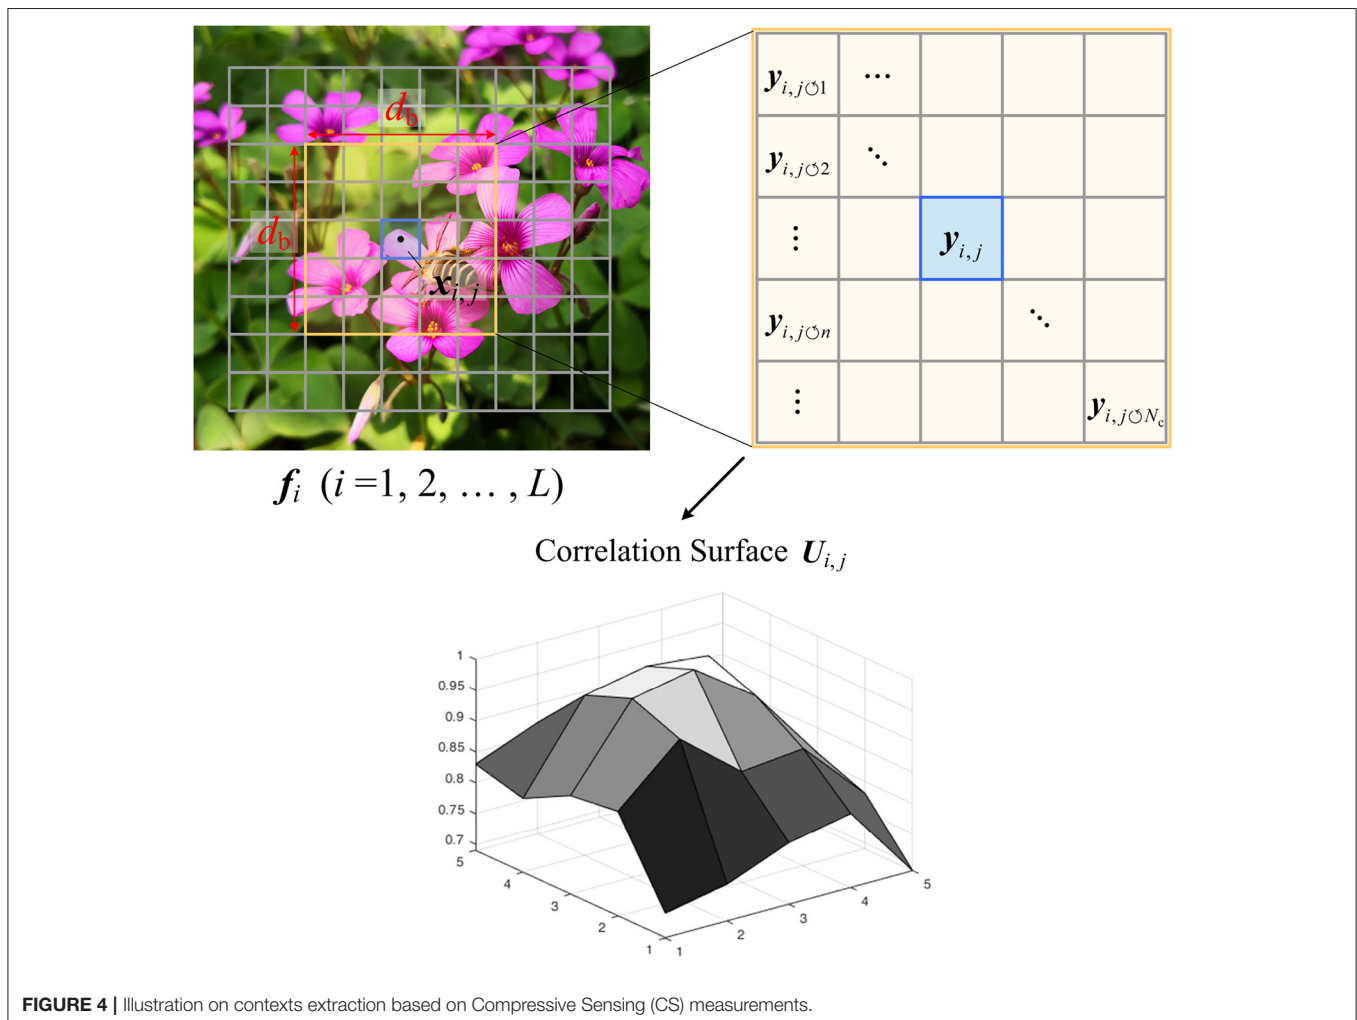 d_b
d_b
x_{i,j}
f_i (i =1, 2, … , L)
y_{i,j↺1} ⋯
y_{i,j↺2} ⋱
⋮ y_{i,j}
y_{i,j↺n} ⋱
⋮ y_{i,j↺N_c}
Correlation Surface U_{i,j}
1
0.95
0.9
0.85
0.8
0.75
0.7
5
4
3
2
1
1
2
3
4
5
FIGURE 4 | Illustration on contexts extraction based on Compressive Sensing (CS) measurements.